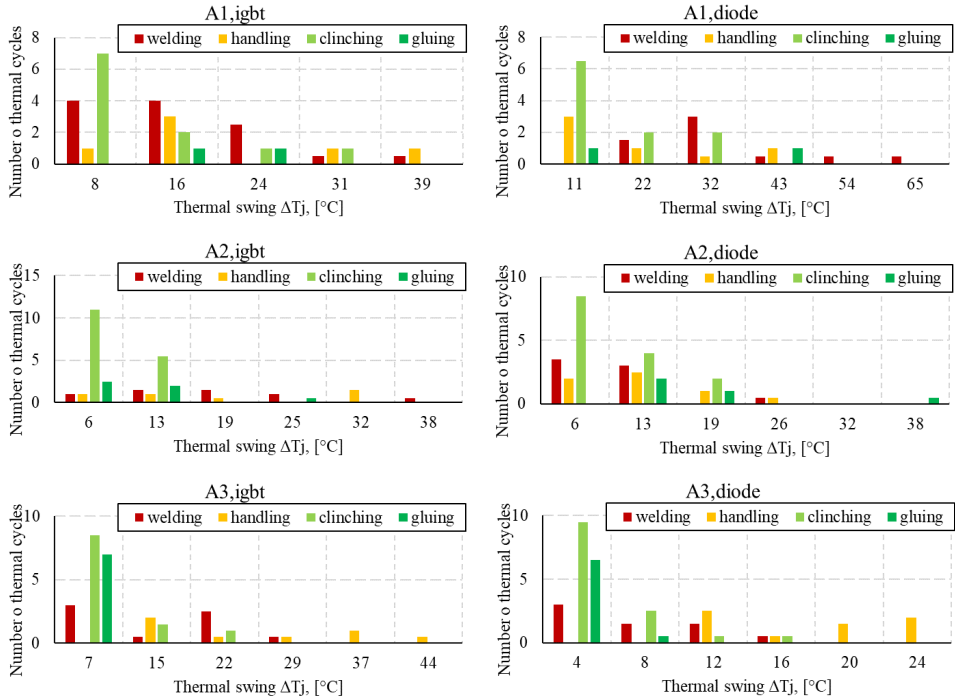 A1,igbt
Number o thermal cycles
welding handling clinching gluing
8
6
4
2
0
8 16 24 31 39
Thermal swing ΔTj, [°C]
A1,diode
Number o thermal cycles
welding handling clinching gluing
8
6
4
2
0
11 22 32 43 54 65
Thermal swing ΔTj, [°C]
A2,igbt
Number o thermal cycles
welding handling clinching gluing
15
10
5
0
6 13 19 25 32 38
Thermal swing ΔTj, [°C]
A2,diode
Number o thermal cycles
welding handling clinching gluing
10
5
0
6 13 19 26 32 38
Thermal swing ΔTj, [°C]
A3,igbt
Number o thermal cycles
welding handling clinching gluing
10
5
0
7 15 22 29 37 44
Thermal swing ΔTj, [°C]
A3,diode
Number o thermal cycles
welding handling clinching gluing
10
5
0
4 8 12 16 20 24
Thermal swing ΔTj, [°C]